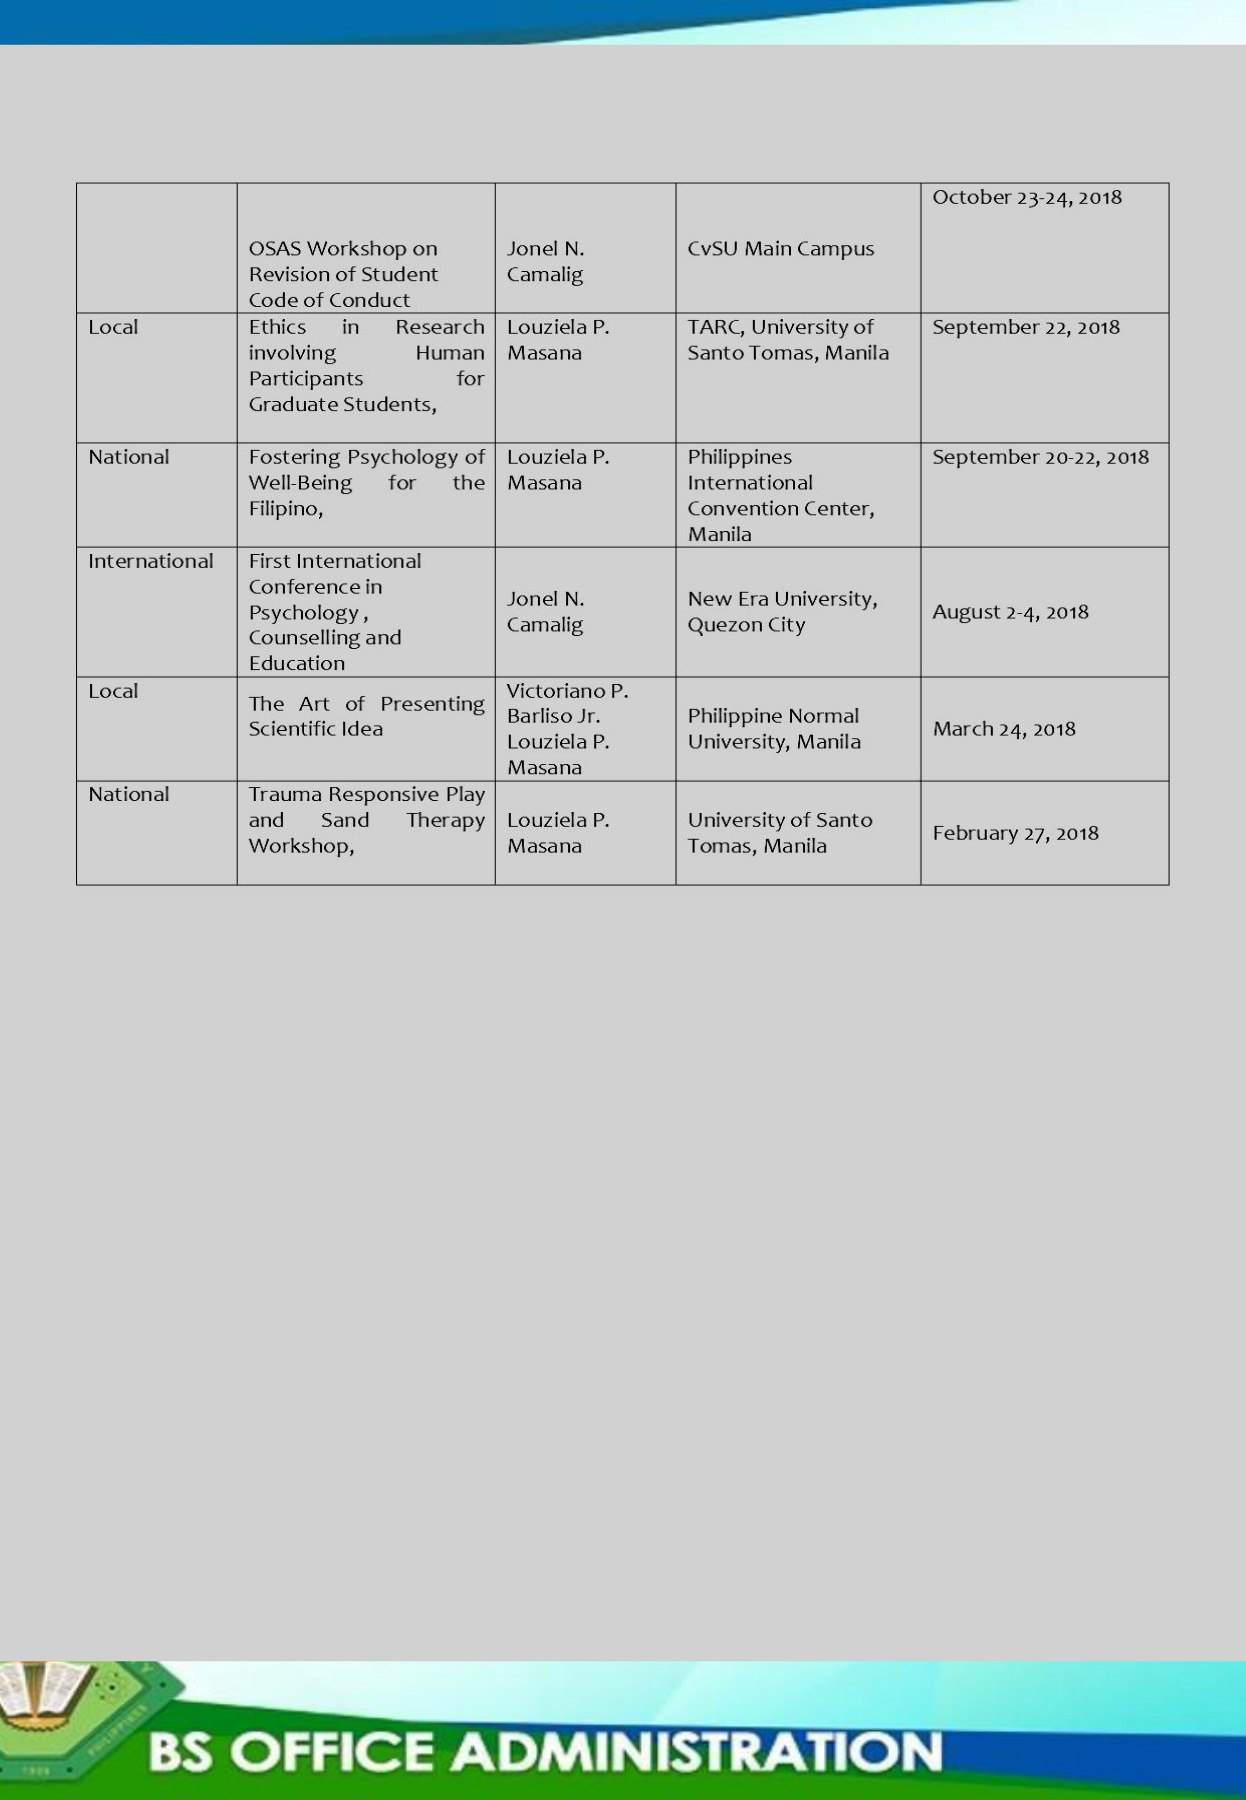 October 23-24, 2018
OSAS Workshop on
Revision of Student
Code of Conduct
Jonel N.
Camalig
CvSU Main Campus
Local
Ethics in Research
involving Human
Participants for
Graduate Students,
Louziela P.
Masana
TARC, University of
Santo Tomas, Manila
September 22, 2018
National
Fostering Psychology of
Well-Being for the
Filipino,
Louziela P.
Masana
Philippines
International
Convention Center,
Manila
September 20-22, 2018
International
First International
Conference in
Psychology ,
Counselling and
Education
Jonel N.
Camalig
New Era University,
Quezon City
August 2-4, 2018
Local
The Art of Presenting
Scientific Idea
Victoriano P.
Barliso Jr.
Louziela P.
Masana
Philippine Normal
University, Manila
March 24, 2018
National
Trauma Responsive Play
and Sand Therapy
Workshop,
Louziela P.
Masana
University of Santo
Tomas, Manila
February 27, 2018
PHILIPPINES
1906
BS OFFICE ADMINISTRATION